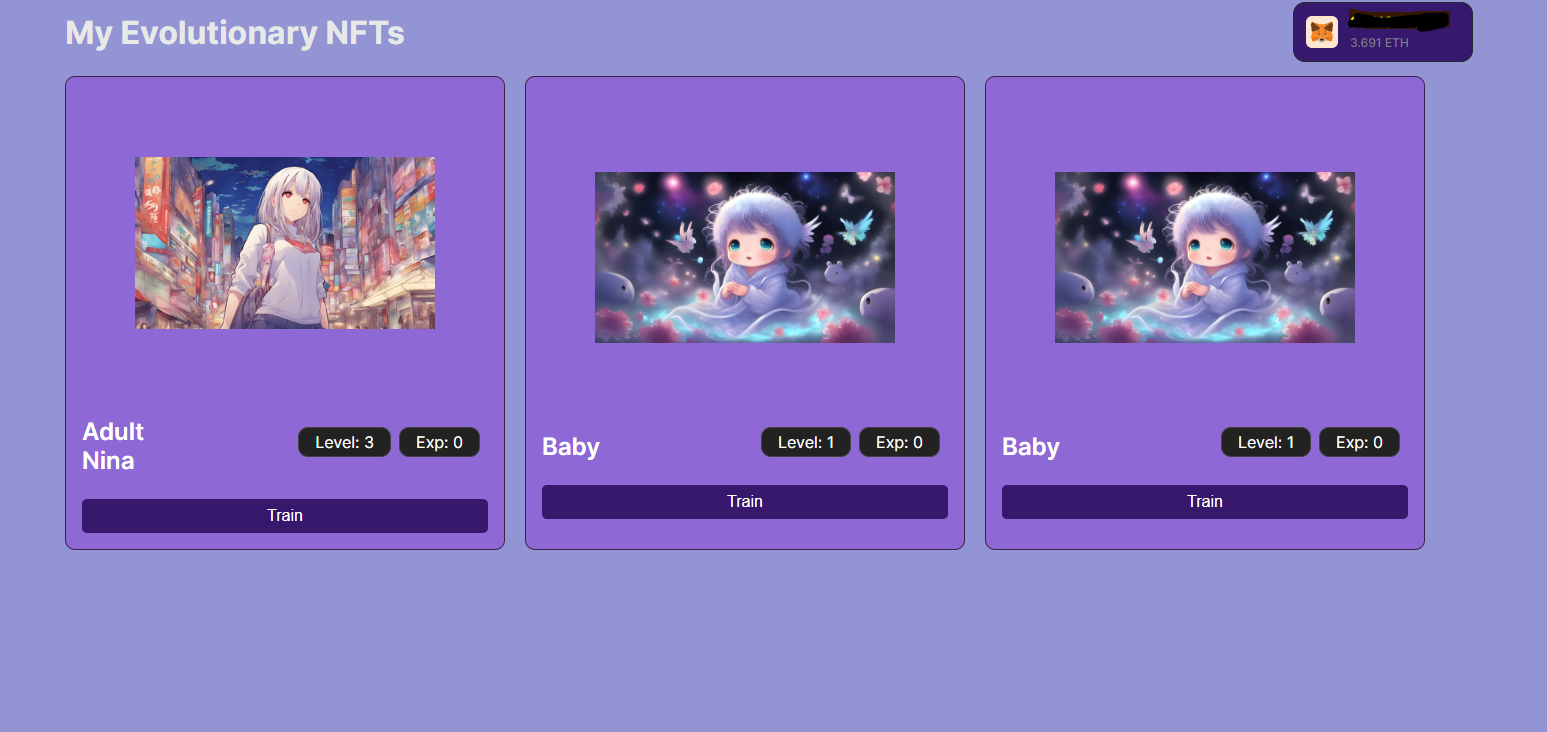 My Evolutionary NFTs
3.691 ETH
Adult
Nina
Level: 3
Exp: 0
Train
Baby
Level: 1
Exp: 0
Train
Baby
Level: 1
Exp: 0
Train